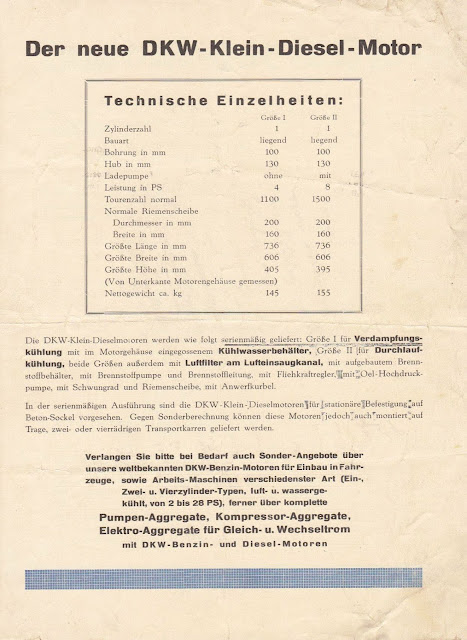 Der neue DKW-Klein-Diesel-Motor
Technische Einzelheiten:
Größe I Größe II
Zylinderzahl 1 1
Bauart liegend liegend
Bohrung in mm 100 100
Hub in mm 130 130
Ladepumpe ohne mit
Leistung in PS 4 8
Tourenzahl normal 1100 1500
Normale Riemenscheibe
Durchmesser in mm 200 200
Breite in mm 160 160
Größte Länge in mm 736 736
Größte Breite in mm 606 606
Größte Höhe in mm 405 395
(Von Unterkante Motorengehäuse gemessen)
Nettogewicht ca. kg 145 155
Die DKW-Klein-Dieselmotoren werden wie folgt serienmäßig geliefert: Größe I für Verdampfungs-
kühlung mit im Motorgehäuse eingegossenem Kühlwasserbehälter, Größe II für Durchlauf-
kühlung, beide Größen außerdem mit Luftfilter am Lufteinsaugkanal, mit aufgebautem Brenn-
stoffbehälter, mit Brennstoffpumpe und Brennstoffleitung, mit Fliehkraftregler, mit Oel-Hochdruck-
pumpe, mit Schwungrad und Riemenscheibe, mit Anwerfkurbel.
In der serienmäßigen Ausführung sind die DKW-Klein-Dieselmotoren für stationäre Befestigung auf
Beton-Sockel vorgesehen. Gegen Sonderberechnung können diese Motoren jedoch auch montiert auf
Trage, zwei- oder vierrädrigen Transportkarren geliefert werden.
Verlangen Sie bitte bei Bedarf auch Sonder-Angebote über
unsere weltbekannten DKW-Benzin-Motoren für Einbau in Fahr-
zeuge, sowie Arbeits-Maschinen verschiedenster Art (Ein-,
Zwei- u. Vierzylinder-Typen, luft- u. wasserge-
kühlt, von 2 bis 28 PS), ferner über komplette
Pumpen-Aggregate, Kompressor-Aggregate,
Elektro-Aggregate für Gleich- u. Wechseltrom
mit DKW-Benzin- und Diesel-Motoren